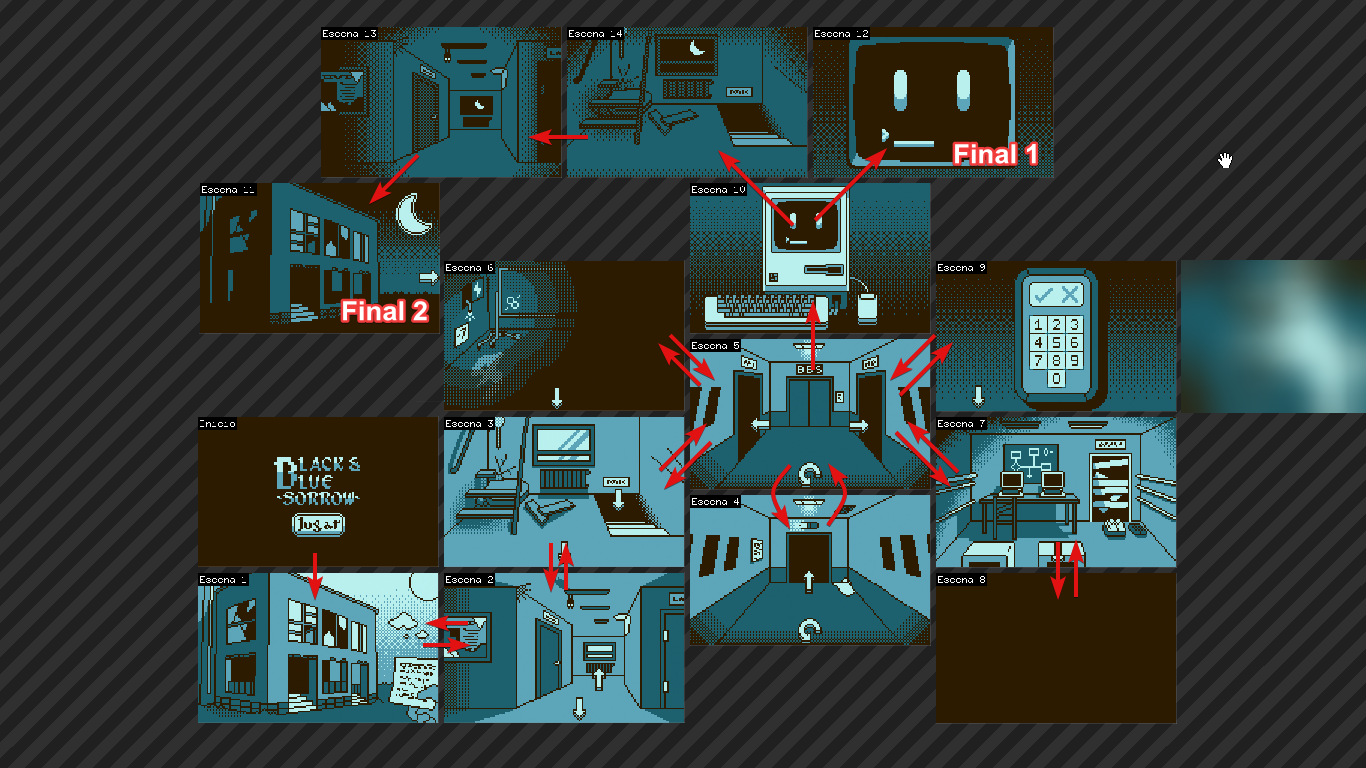 Escena 13
Escena 14
Escena 12
Final 1
Escena 11
Final 2
Escena 10
Escena 6
Escena 9
1 2 3
4 5 6
7 8 9
0
Escena 5
BBS
Inicio
BLACK &
BLUE
-SORROW-
Jugar
Escena 3
Escena 4
Escena 7
Escena 1
Escena 2
Escena 8